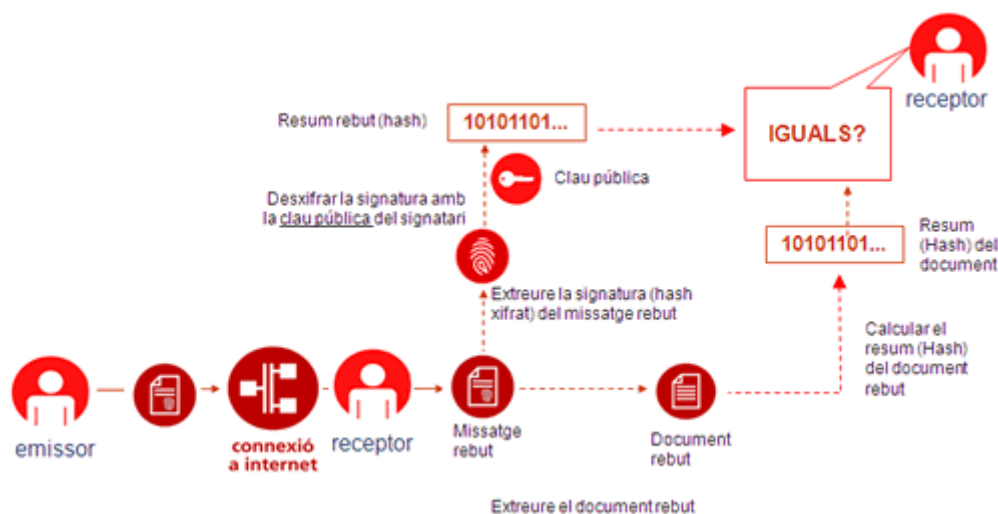 receptor
IGUALS?
Resum rebut (hash)
10101101...
Clau pública
Desxifrar la signatura amb
la clau pública del signatari
10101101...
Resum
(Hash) del
document
Extreure la signatura (hash
xifrat) del missatge rebut
Calcular el
resum (Hash)
del document
rebut
emissor
connexió
a internet
receptor
Missatge
rebut
Document
rebut
Extreure el document rebut